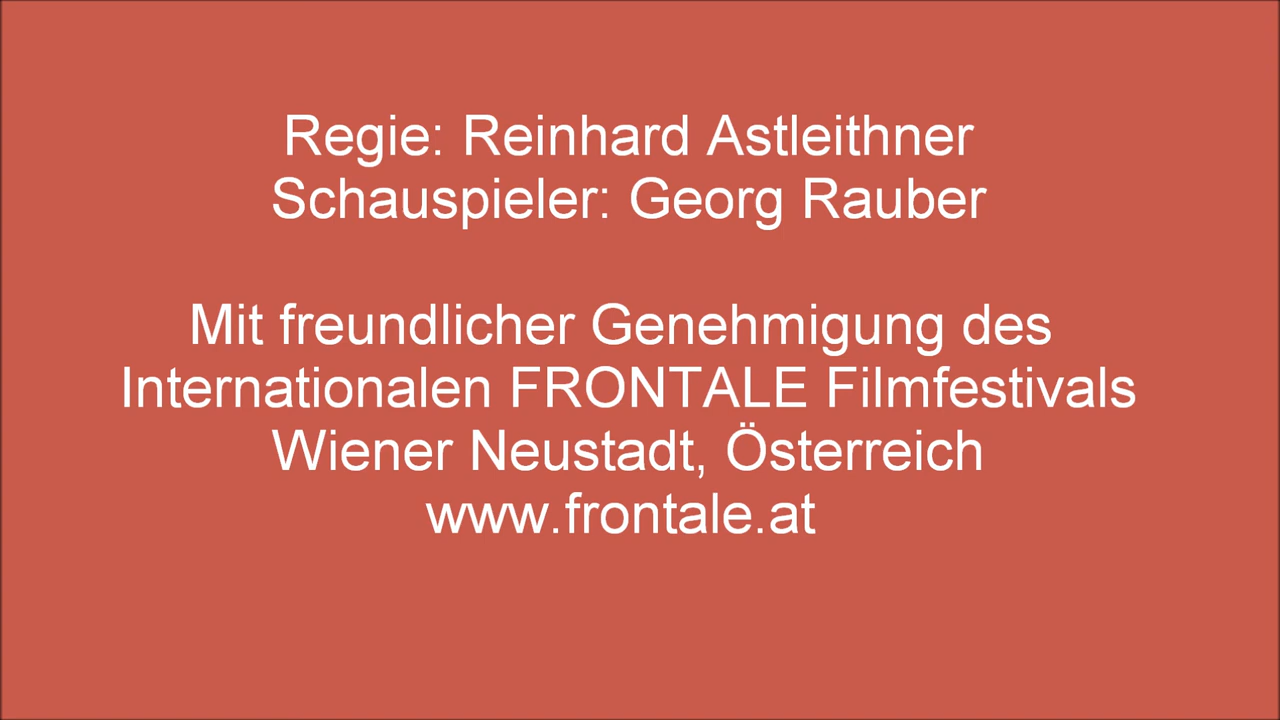 Regie: Reinhard Astleithner
Schauspieler: Georg Rauber
Mit freundlicher Genehmigung des
Internationalen FRONTALE Filmfestivals
Wiener Neustadt, Österreich
www.frontale.at